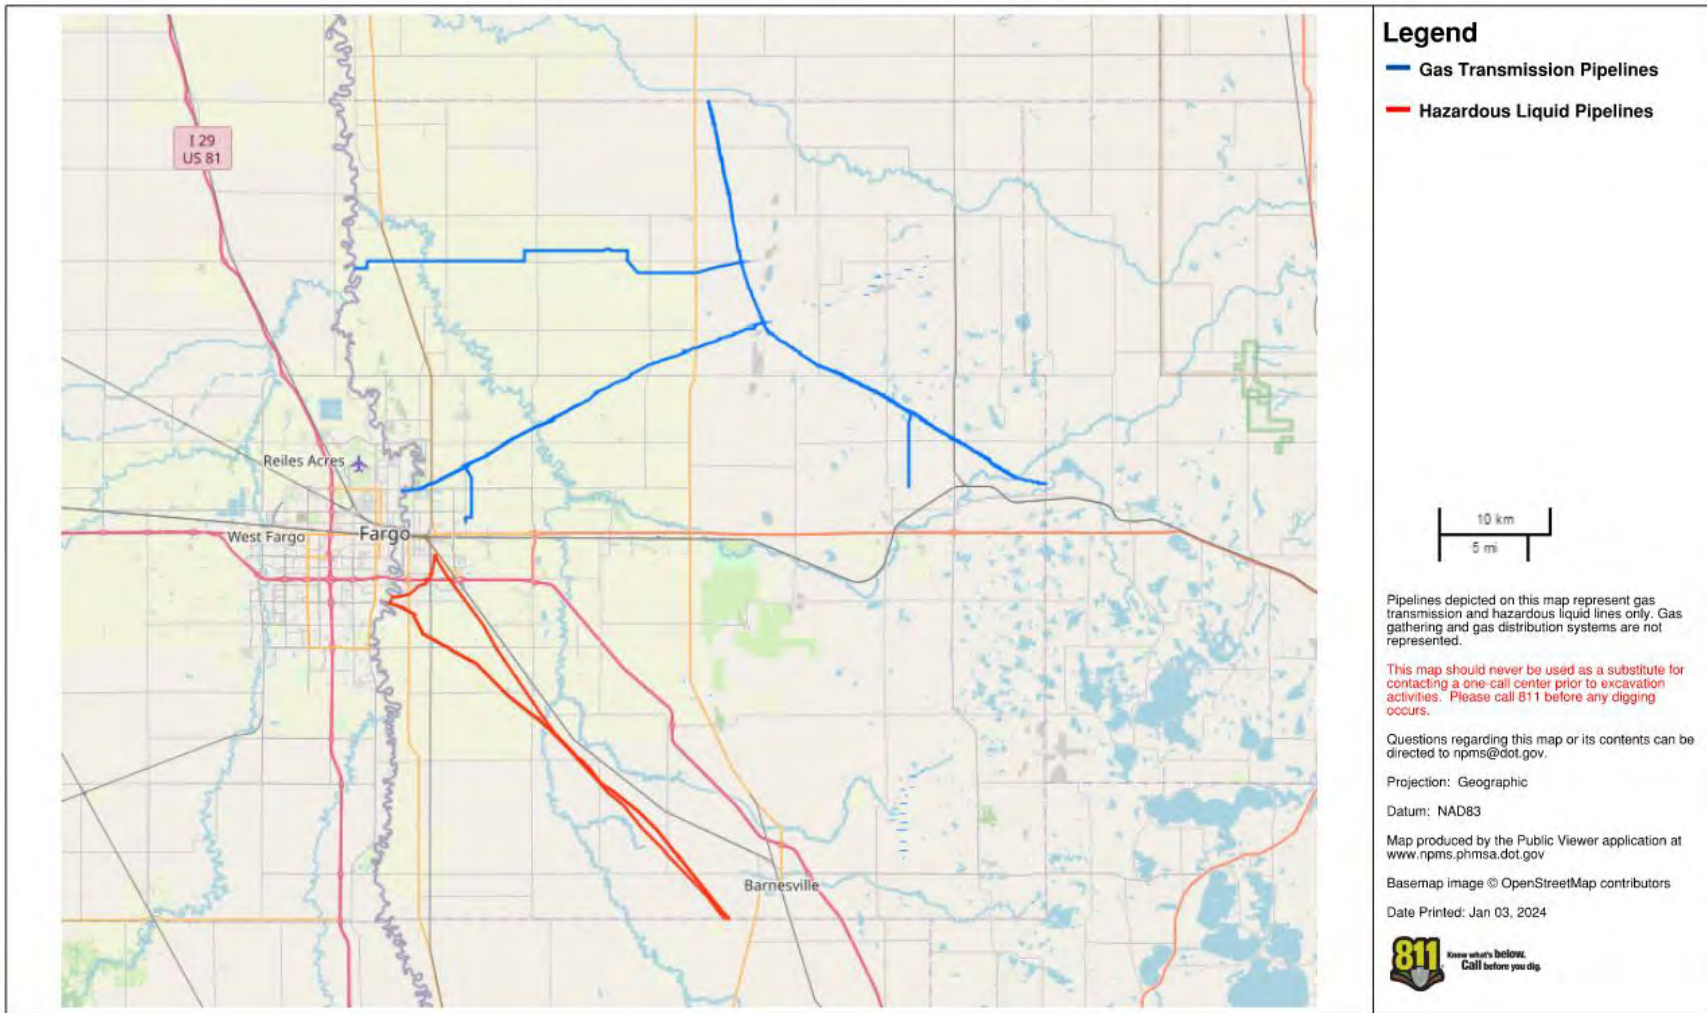 I 29
US 81
Reiles Acres
West Fargo
Fargo
Barnesville
Legend
Gas Transmission Pipelines
Hazardous Liquid Pipelines
10 km
5 mi
Pipelines depicted on this map represent gas
transmission and hazardous liquid lines only. Gas
gathering and gas distribution systems are not
represented.
This map should never be used as a substitute for
contacting a one-call center prior to excavation
activities. Please call 811 before any digging
occurs.
Questions regarding this map or its contents can be
directed to npms@dot.gov.
Projection: Geographic
Datum: NAD83
Map produced by the Public Viewer application at
www.npms.phmsa.dot.gov
Basemap image © OpenStreetMap contributors
Date Printed: Jan 03, 2024
811
Know what's below.
Call before you dig.